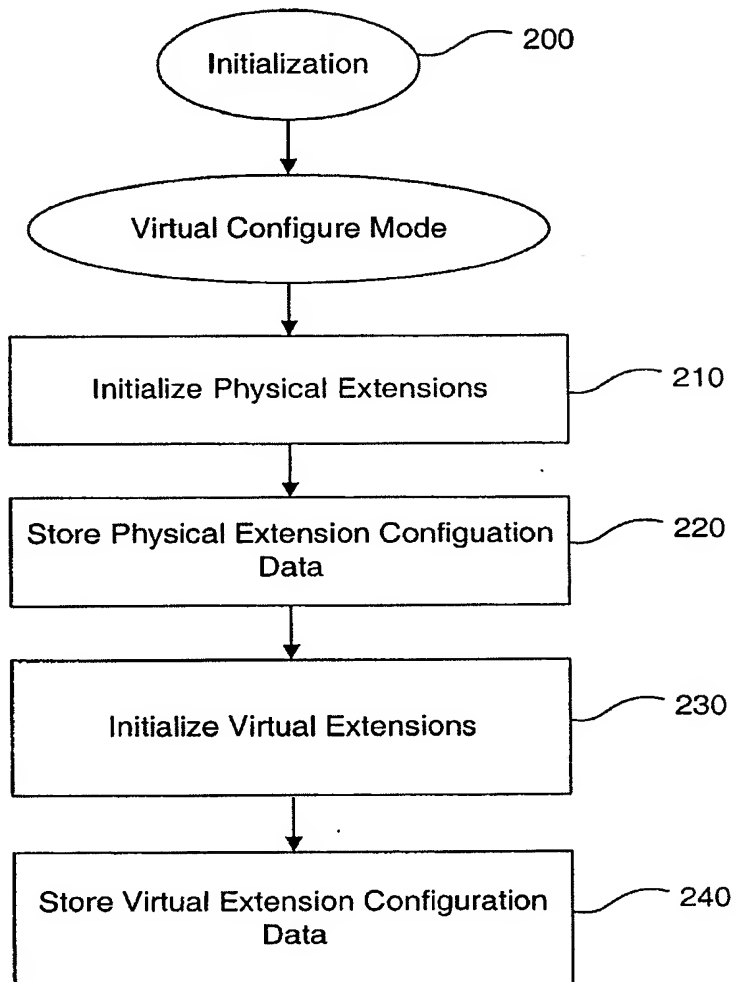 Initialization
200
Virtual Configure Mode
Initialize Physical Extensions
210
Store Physical Extension Configuation
Data
220
Initialize Virtual Extensions
230
Store Virtual Extension Configuration
Data
240